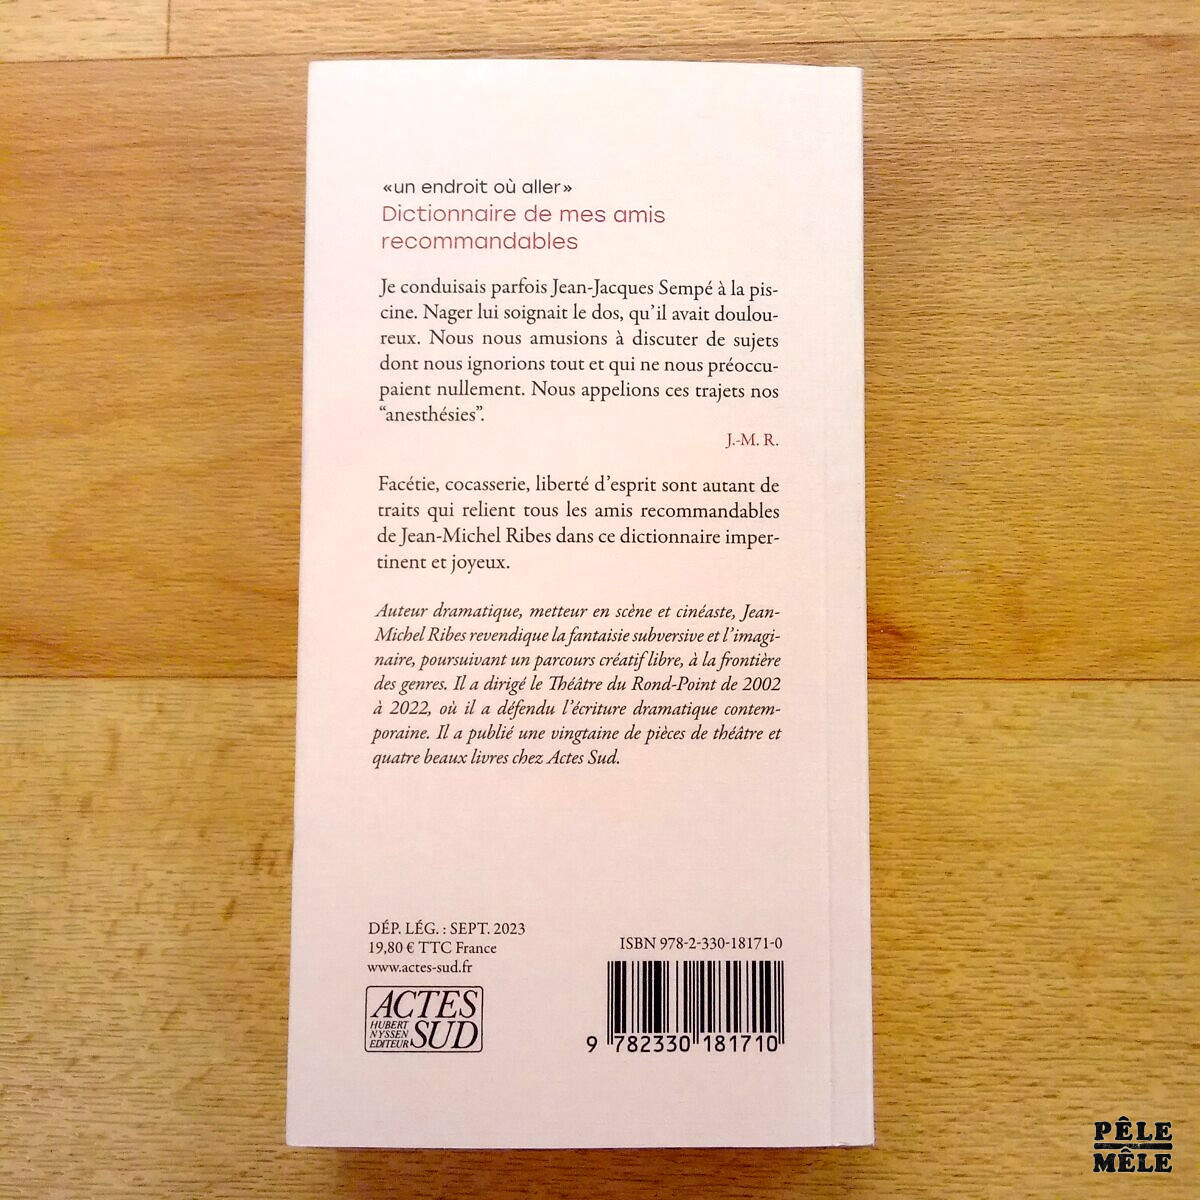 «un endroit où aller»
Dictionnaire de mes amis
recommandables
Je conduisais parfois Jean-Jacques Sempé à la pis-
cine. Nager lui soignait le dos, qu'il avait doulou-
reux. Nous nous amusions à discuter de sujets
dont nous ignorions tout et qui ne nous préoccu-
paient nullement. Nous appelions ces trajets nos
“anesthésies”.
J.-M. R.
Facétie, cocasserie, liberté d'esprit sont autant de
traits qui relient tous les amis recommandables
de Jean-Michel Ribes dans ce dictionnaire imper-
tinent et joyeux.
Auteur dramatique, metteur en scène et cinéaste, Jean-
Michel Ribes revendique la fantaisie subversive et l'imagi-
naire, poursuivant un parcours créatif libre, à la frontière
des genres. Il a dirigé le Théâtre du Rond-Point de 2002
à 2022, où il a défendu l'écriture dramatique contem-
poraine. Il a publié une vingtaine de pièces de théâtre et
quatre beaux livres chez Actes Sud.
DÉP. LÉG. : SEPT. 2023
19,80 € TTC France
www.actes-sud.fr
ACTES
HUBERT
NYSSEN
EDITEUR
SUD
ISBN 978-2-330-18171-0
9 782330 181710
PÊLE
MÊLE